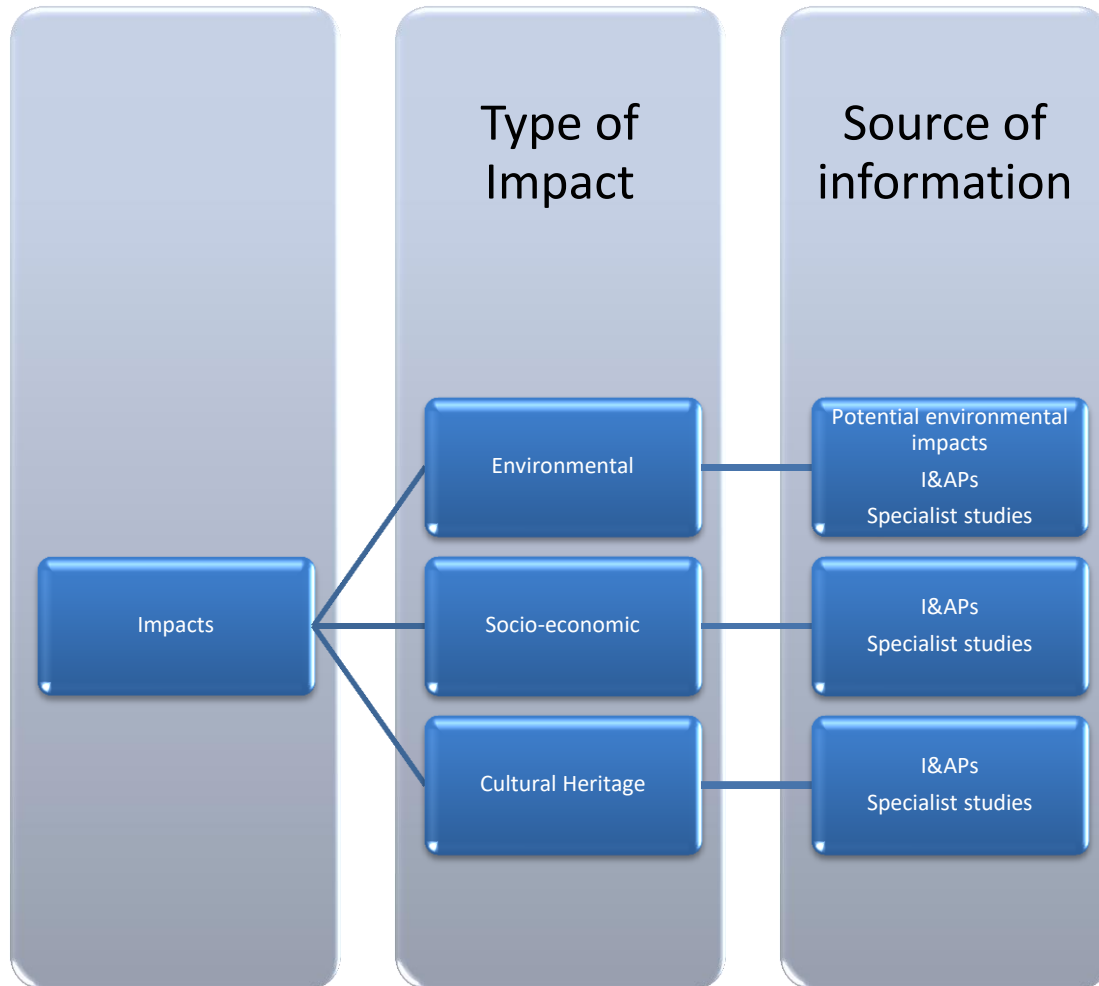 Type of
Impact
Source of
information
Impacts
Environmental
Potential environmental
impacts
I&APs
Specialist studies
Socio-economic
I&APs
Specialist studies
Cultural Heritage
I&APs
Specialist studies